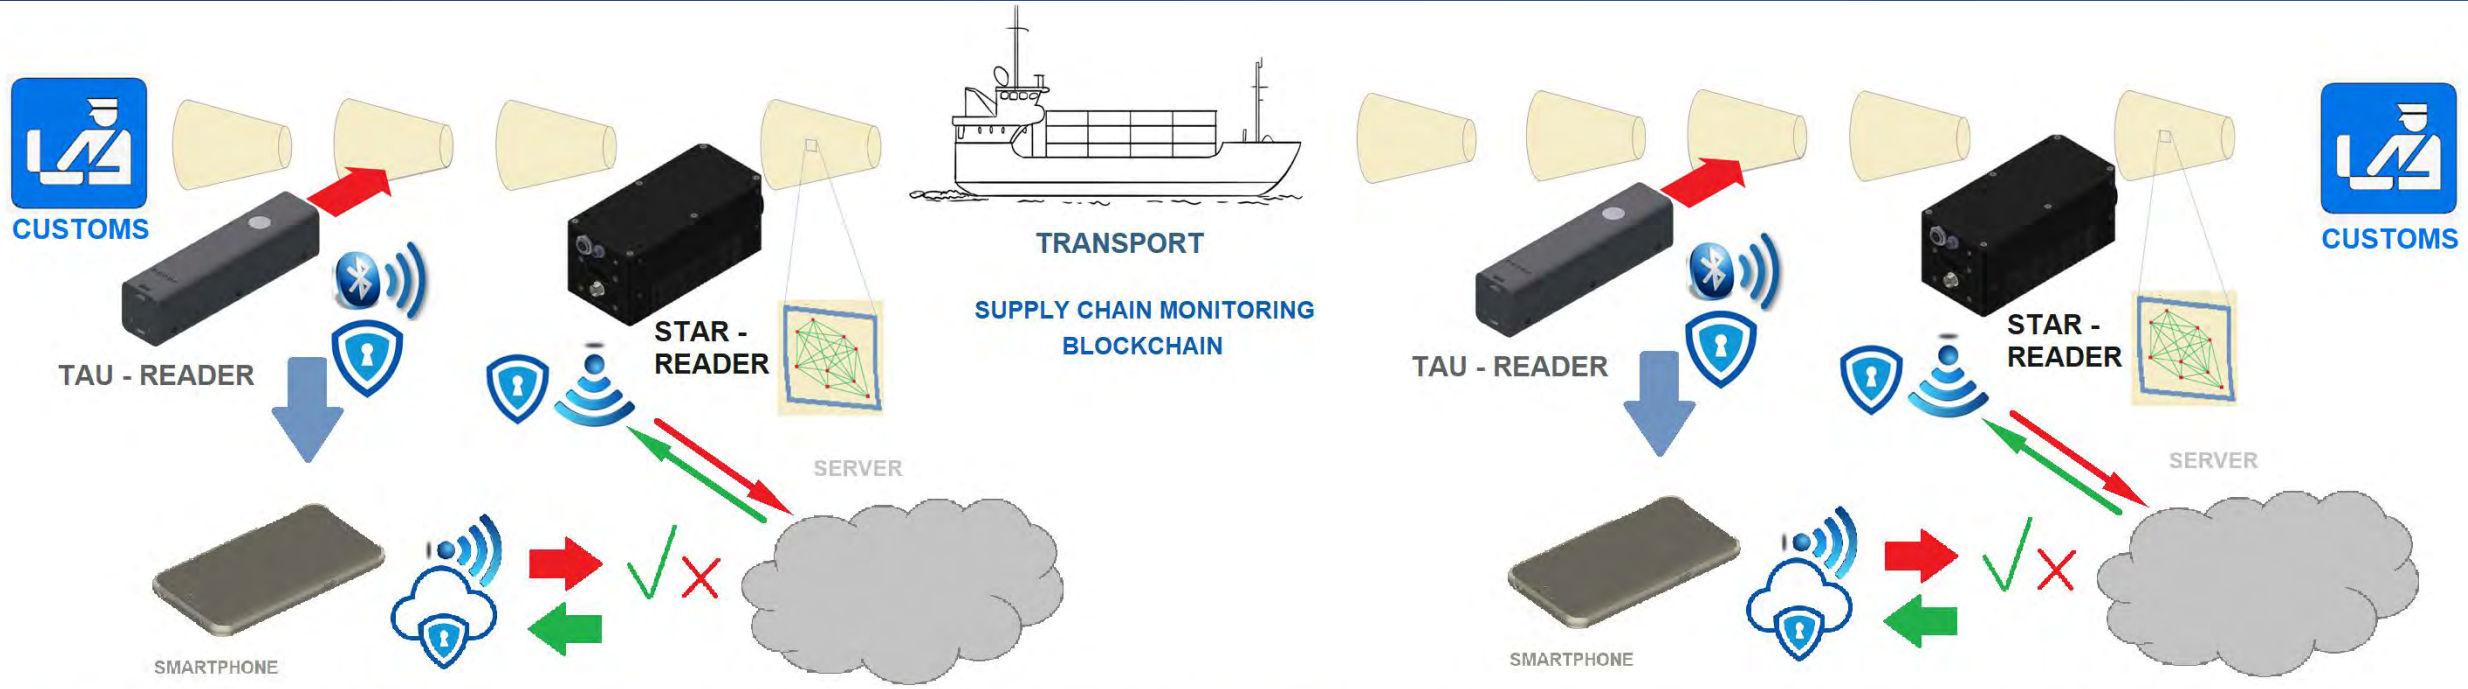 CUSTOMS
TAU - READER
STAR -
READER
SERVER
SMARTPHONE
TRANSPORT
SUPPLY CHAIN MONITORING
BLOCKCHAIN
TAU - READER
STAR -
READER
SERVER
SMARTPHONE
CUSTOMS